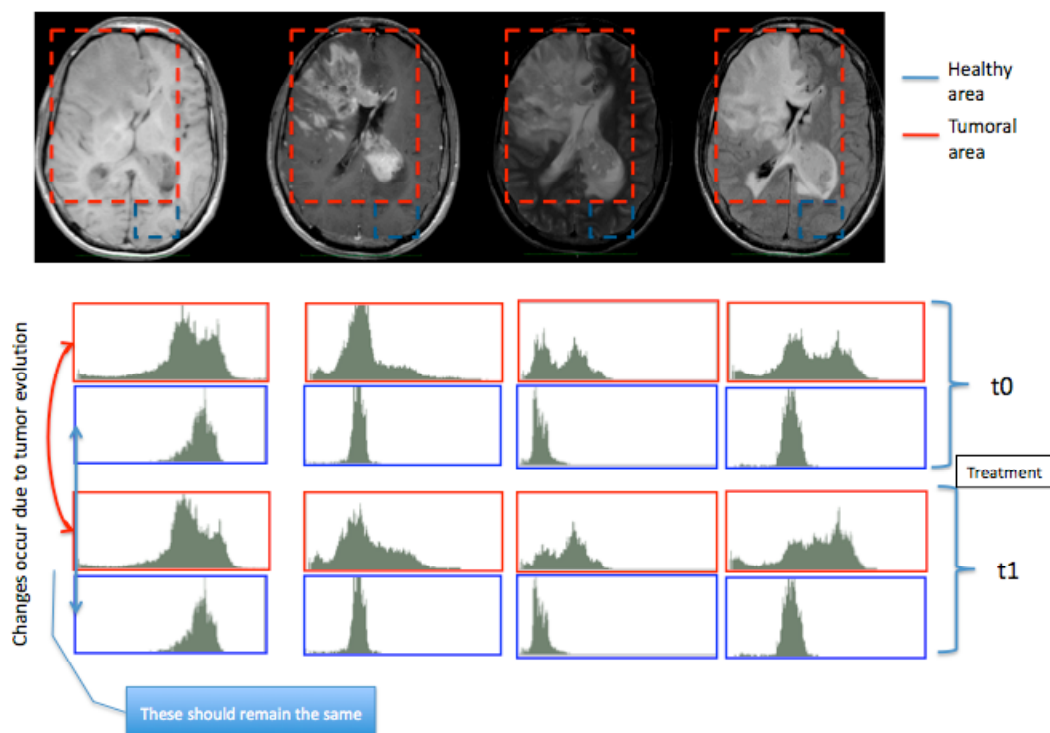 Healthy
area
Tumoral
area
Changes occur due to tumor evolution
t0
Treatment
t1
These should remain the same